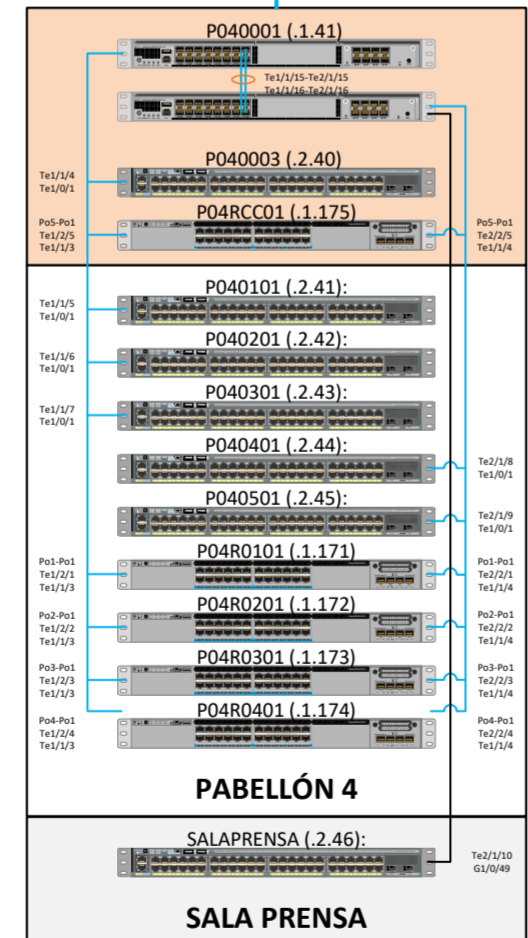 P040001 (.1.41)
Te1/1/15-Te2/1/15
Te1/1/16-Te2/1/16
P040003 (.2.40)
Te1/1/4
Te1/0/1
P04RCC01 (.1.175)
Po5-Po1
Te1/2/5
Te1/1/3
Po5-Po1
Te2/2/5
Te1/1/4
P040101 (.2.41):
Te1/1/5
Te1/0/1
P040201 (.2.42):
Te1/1/6
Te1/0/1
P040301 (.2.43):
Te1/1/7
Te1/0/1
P040401 (.2.44):
Te2/1/8
Te1/0/1
P040501 (.2.45):
Te2/1/9
Te1/0/1
P04R0101 (.1.171)
Po1-Po1
Te1/2/1
Te1/1/3
Po1-Po1
Te2/2/1
Te1/1/4
P04R0201 (.1.172)
Po2-Po1
Te1/2/2
Te1/1/3
Po2-Po1
Te2/2/2
Te1/1/4
P04R0301 (.1.173)
Po3-Po1
Te1/2/3
Te1/1/3
Po3-Po1
Te2/2/3
Te1/1/4
P04R0401 (.1.174)
Po4-Po1
Te1/2/4
Te1/1/3
Po4-Po1
Te2/2/4
Te1/1/4
PABELLÓN 4
SALAPRENSA (.2.46):
Te2/1/10
G1/0/49
SALA PRENSA